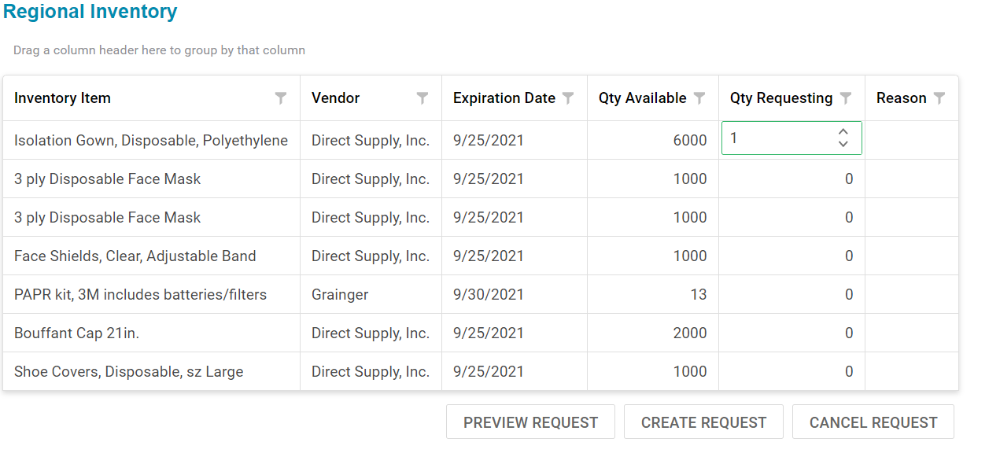 Regional Inventory
Drag a column header here to group by that column
Inventory Item Vendor Expiration Date Qty Available Qty Requesting Reason
Isolation Gown, Disposable, Polyethylene Direct Supply, Inc. 9/25/2021 6000 1
3 ply Disposable Face Mask Direct Supply, Inc. 9/25/2021 1000 0
3 ply Disposable Face Mask Direct Supply, Inc. 9/25/2021 1000 0
Face Shields, Clear, Adjustable Band Direct Supply, Inc. 9/25/2021 1000 0
PAPR kit, 3M includes batteries/filters Grainger 9/30/2021 13 0
Bouffant Cap 21in. Direct Supply, Inc. 9/25/2021 2000 0
Shoe Covers, Disposable, sz Large Direct Supply, Inc. 9/25/2021 1000 0
PREVIEW REQUEST CREATE REQUEST CANCEL REQUEST